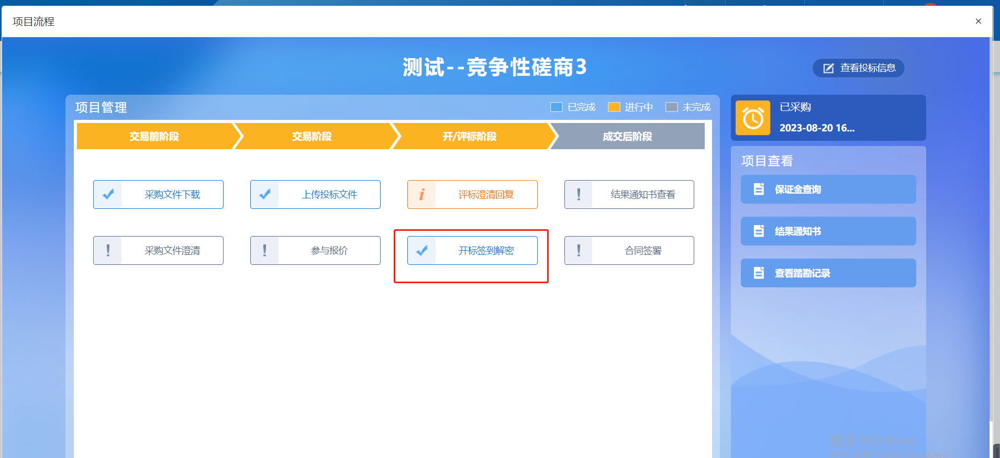 项目流程
×
测试--竞争性磋商3
查看投标信息
项目管理
已完成
进行中
未完成
交易前阶段
交易阶段
开/评标阶段
成交后阶段
采购文件下载
上传投标文件
评标澄清回复
结果通知书查看
采购文件澄清
参与报价
开标签到解密
合同签署
已采购
2023-08-20 16...
项目查看
保证金查询
结果通知书
查看踏勘记录
激活 Windows